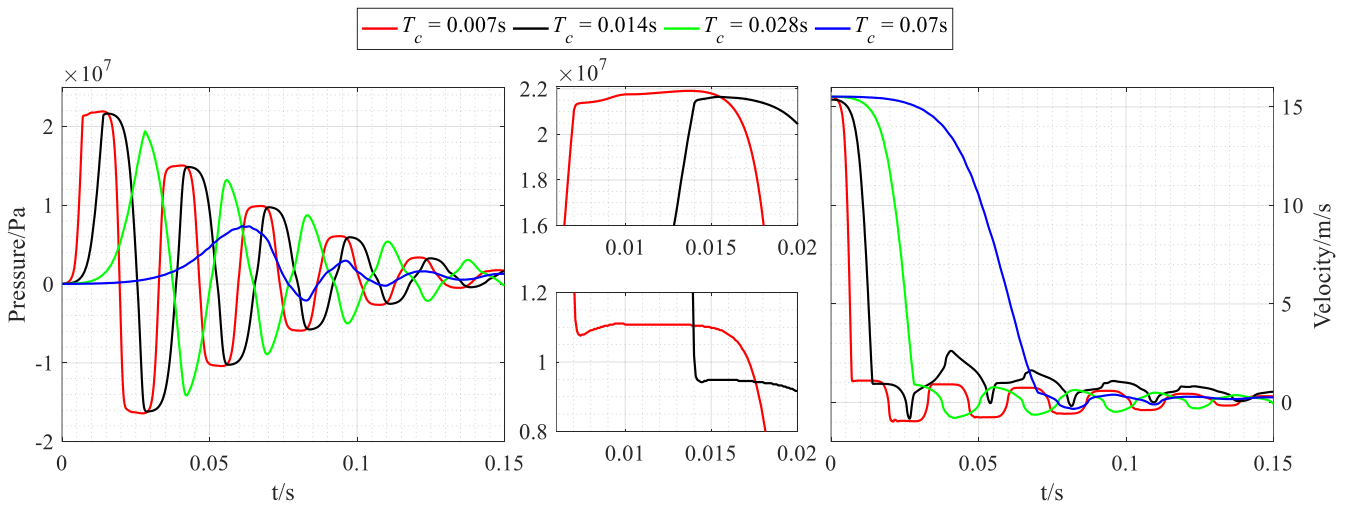 T_c = 0.007s T_c = 0.014s T_c = 0.028s T_c = 0.07s
×10^7
2
1
0
-1
-2
0 0.05 0.1 0.15
Pressure/Pa
t/s
×10^7
2.2
2
1.8
1.6
0.01 0.015 0.02
1.2
1
0.8
0.01 0.015 0.02
15
10
5
0
0 0.05 0.1 0.15
Velocity/m/s
t/s